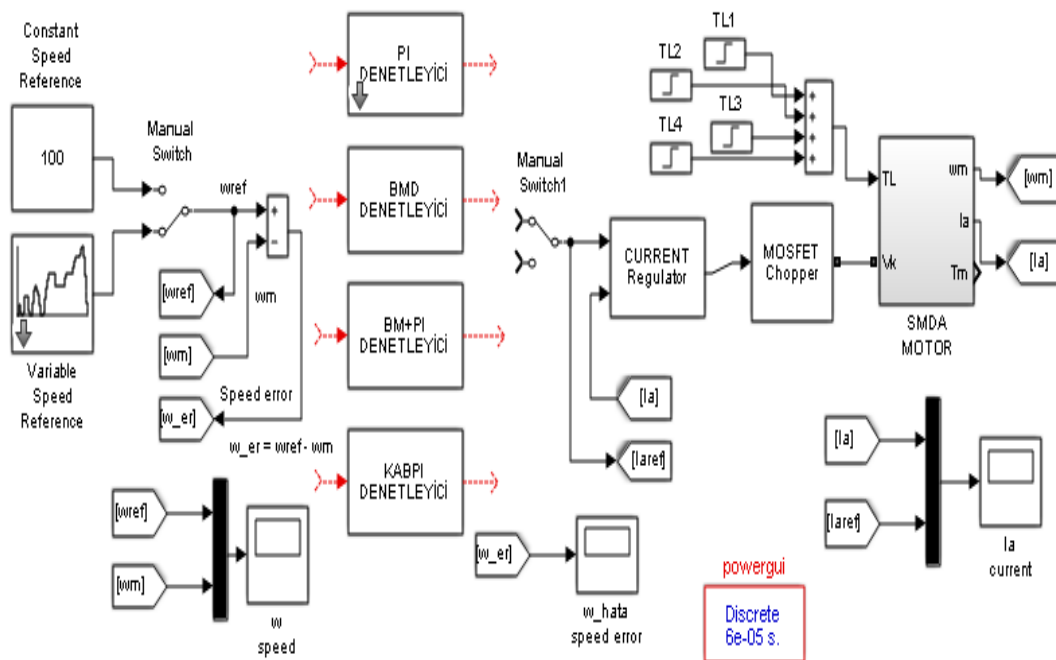 Constant
Speed
Reference
100
Manual
Switch
wref
+
−
[wref]
wm
[wm]
Variable
Speed
Reference
Speed error
[w_er]
w_er = wref - wm
[wref]
[wm]
w
speed
PI
DENETLEYİCİ
BMD
DENETLEYİCİ
BM+PI
DENETLEYİCİ
KABPI
DENETLEYİCİ
[w_er]
w_hata
speed error
Manual
Switch1
CURRENT
Regulator
[Ia]
[Iaref]
MOSFET
Chopper
TL1
TL2
TL3
TL4
+
+
+
+
TL
wm
Ia
Vk
Tm
SMDA
MOTOR
[wm]
[Ia]
[Ia]
[Iaref]
Ia
current
powergui
Discrete
6e-05 s.